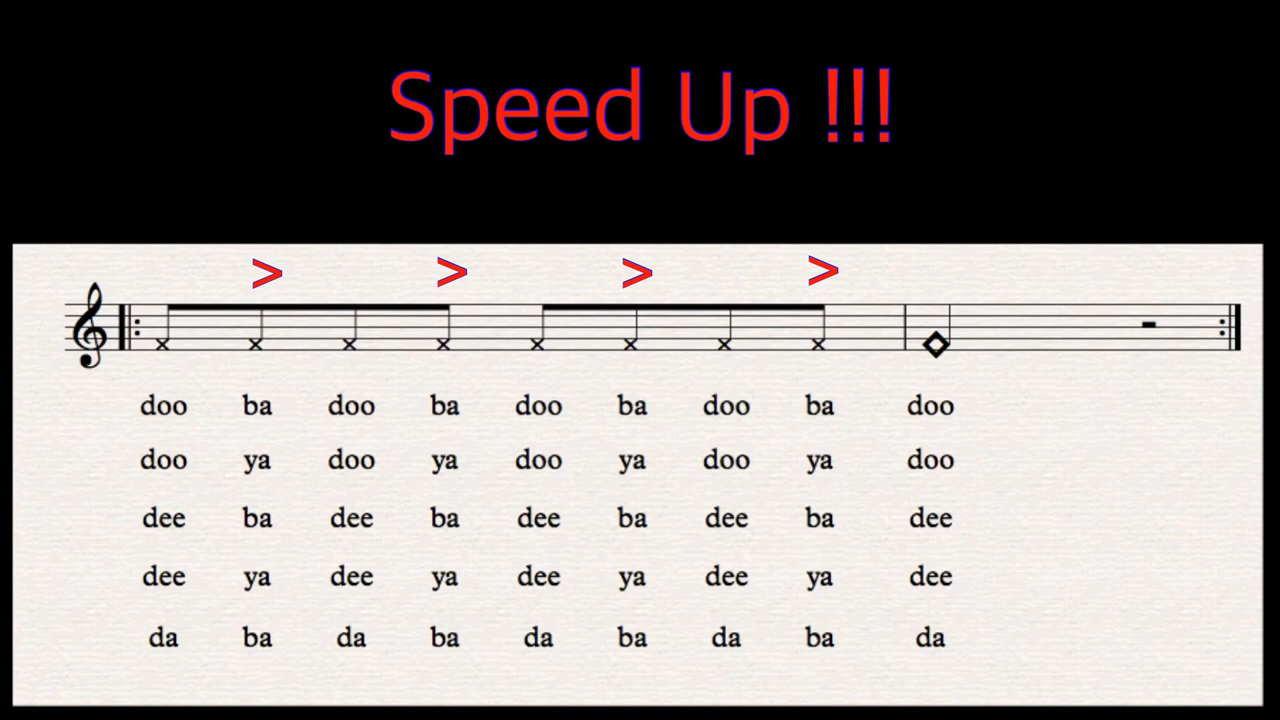 Speed Up !!!
> > > >
doo ba doo ba doo ba doo ba doo
doo ya doo ya doo ya doo ya doo
dee ba dee ba dee ba dee ba dee
dee ya dee ya dee ya dee ya dee
da ba da ba da ba da ba da